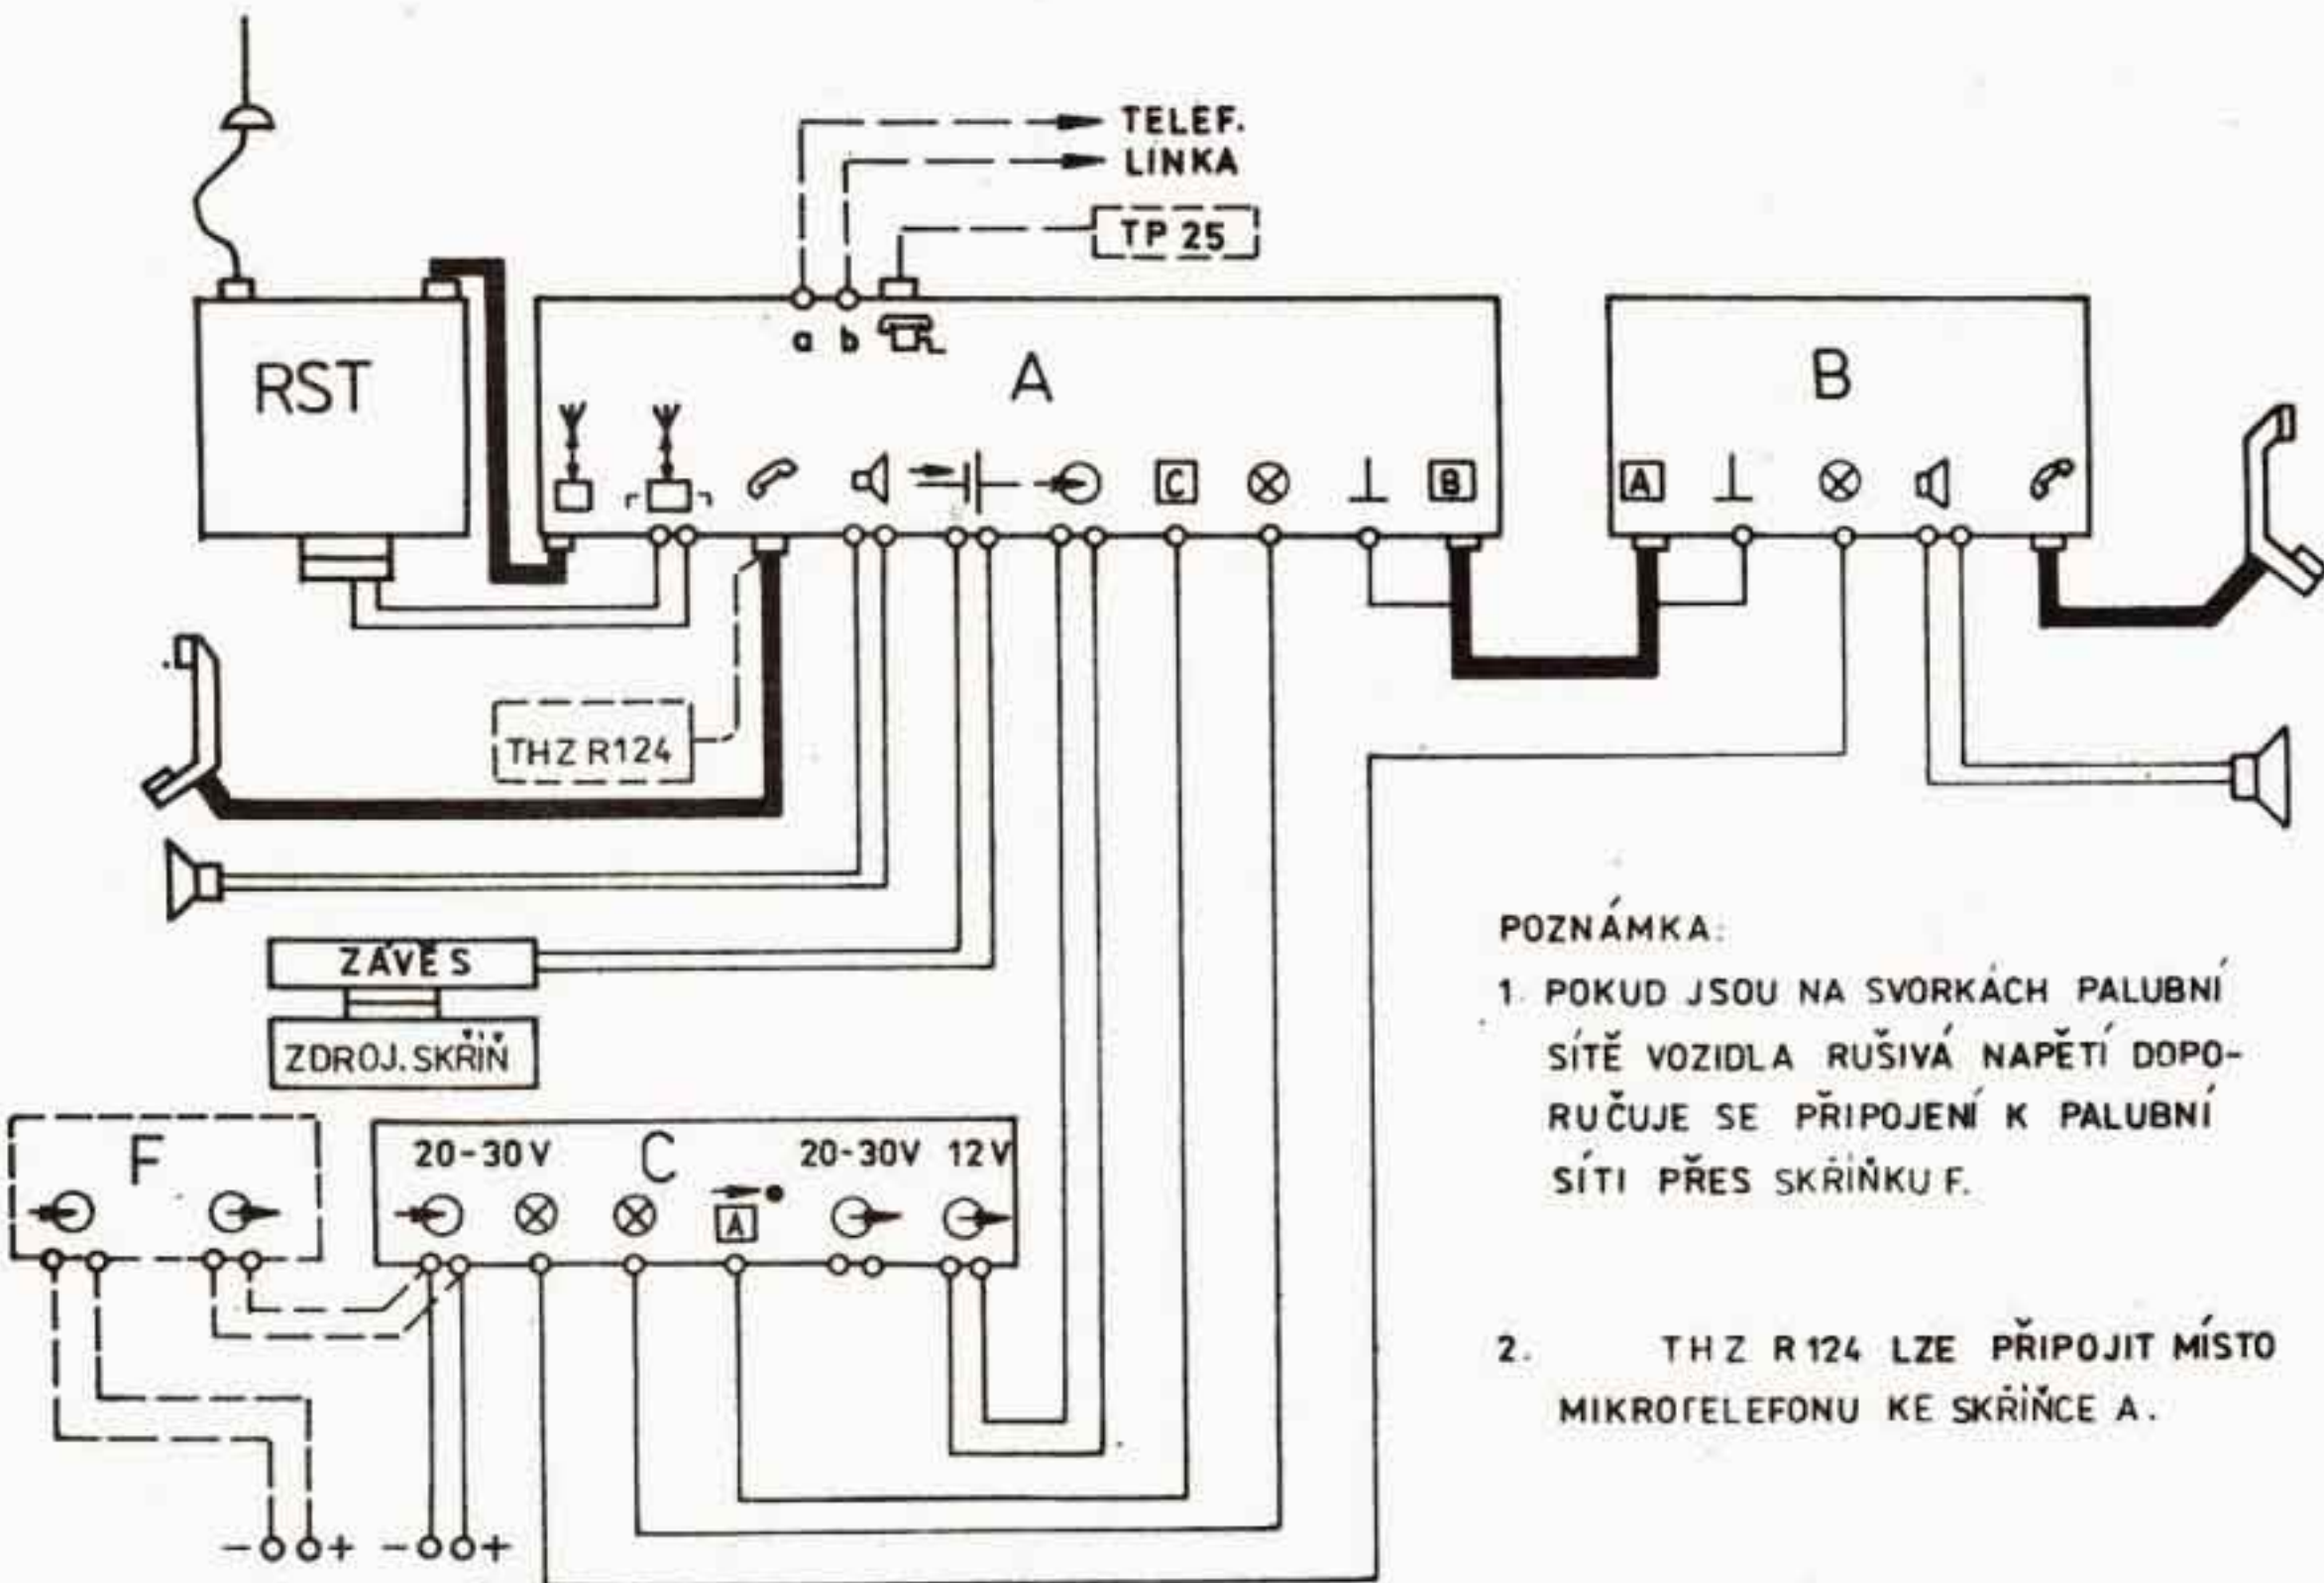 TELEF.
LINKA
TP 25
RST
a b
A
B
C
B
A
THZ R124
ZÁVĚS
ZDROJ. SKŘÍŇ
F
20-30V
C
20-30V 12V
A
- + - +
POZNÁMKA:
1. POKUD JSOU NA SVORKÁCH PALUBNÍ
SÍTĚ VOZIDLA RUŠIVÁ NAPĚTÍ DOPO-
RUČUJE SE PŘIPOJENÍ K PALUBNÍ
SÍTI PŘES SKŘÍŇKU F.
2. THZ R124 LZE PŘIPOJIT MÍSTO
MIKROTELEFONU KE SKŘÍŇCE A.